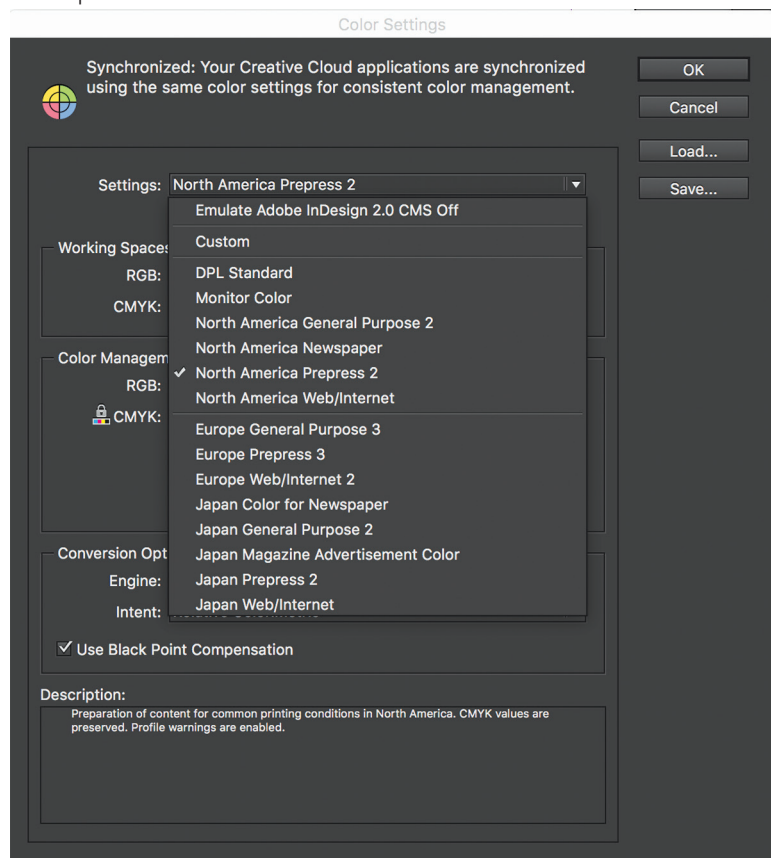 Color Settings
Synchronized: Your Creative Cloud applications are synchronized
using the same color settings for consistent color management.
OK
Cancel
Load...
Save...
Settings: North America Prepress 2
Emulate Adobe InDesign 2.0 CMS Off
Custom
Working Spaces
RGB:
CMYK:
DPL Standard
Monitor Color
North America General Purpose 2
North America Newspaper
North America Prepress 2
North America Web/Internet
Color Managem
RGB:
CMYK:
Europe General Purpose 3
Europe Prepress 3
Europe Web/Internet 2
Japan Color for Newspaper
Japan General Purpose 2
Japan Magazine Advertisement Color
Japan Prepress 2
Japan Web/Internet
Conversion Opt
Engine:
Intent:
Use Black Point Compensation
Description:
Preparation of content for common printing conditions in North America. CMYK values are
preserved. Profile warnings are enabled.